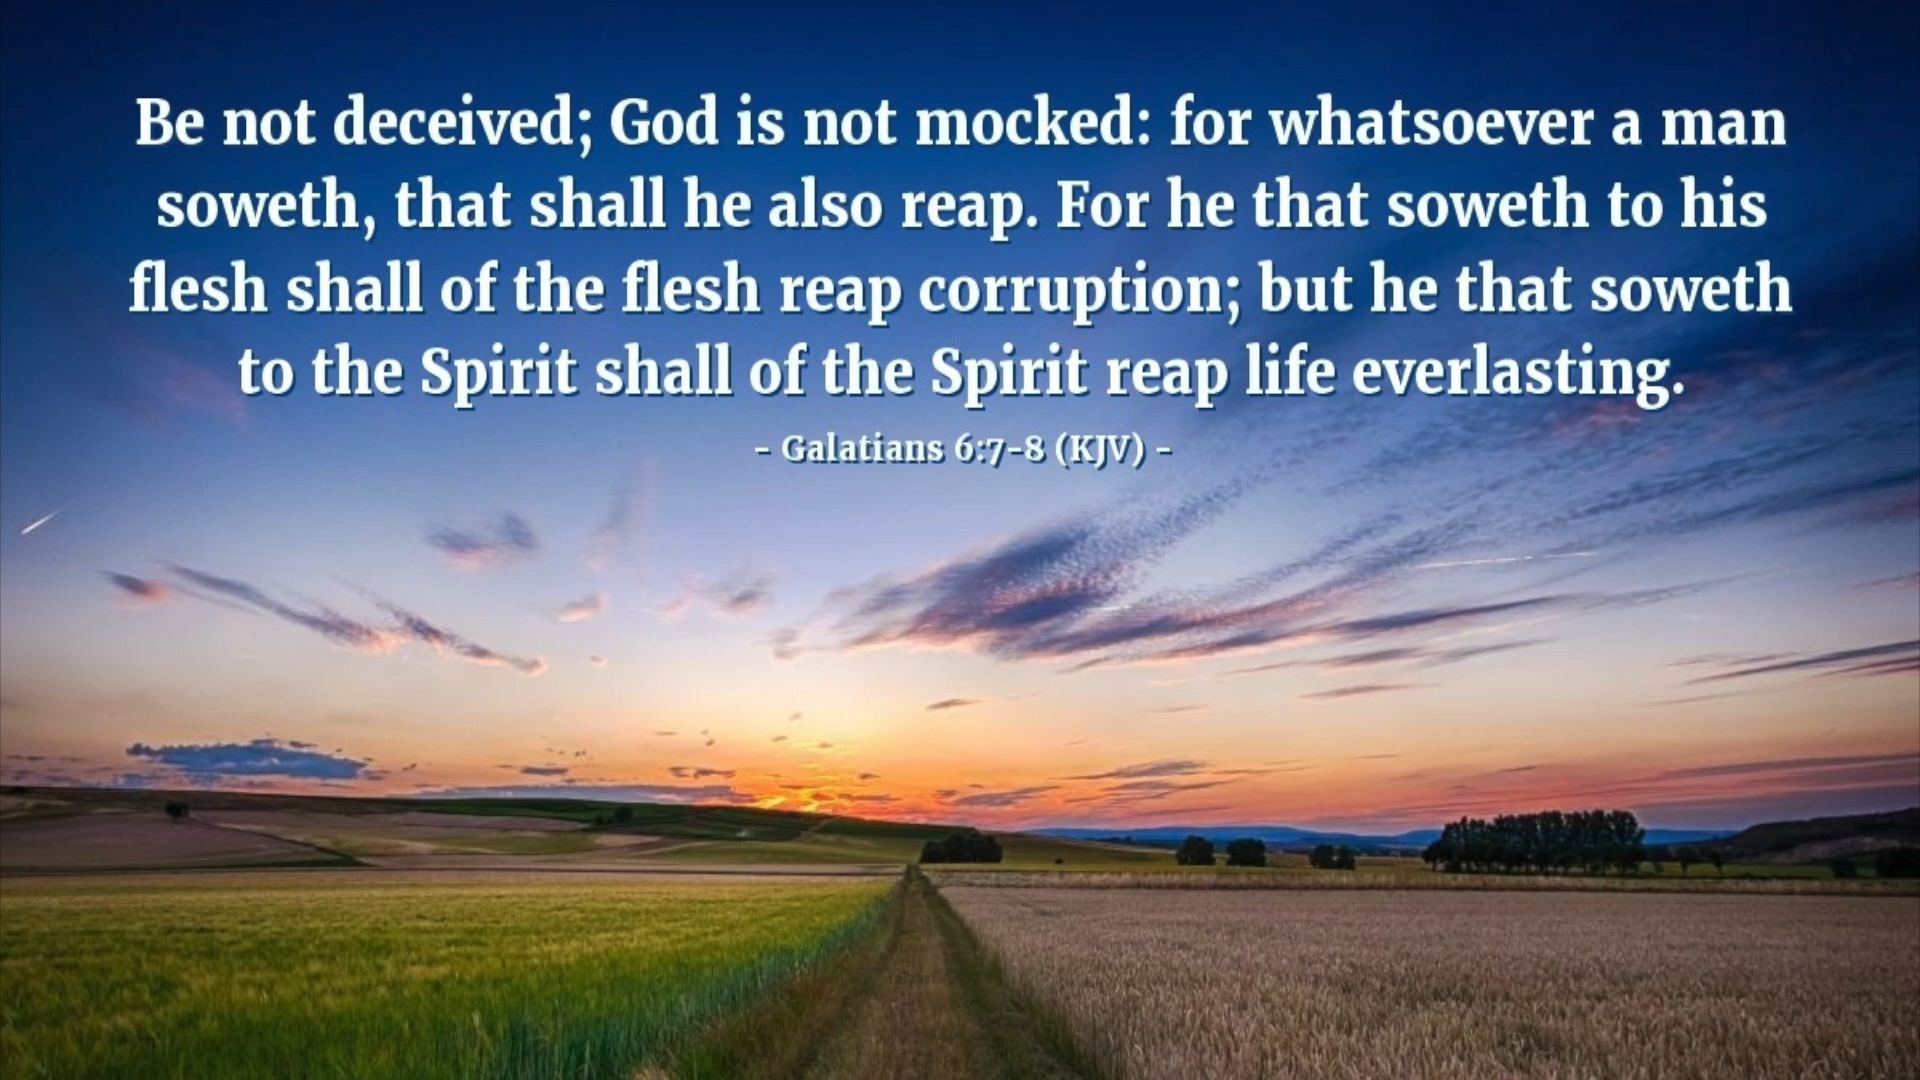 Be not deceived; God is not mocked: for whatsoever a man
soweth, that shall he also reap. For he that soweth to his
flesh shall of the flesh reap corruption; but he that soweth
to the Spirit shall of the Spirit reap life everlasting.
- Galatians 6:7-8 (KJV) -